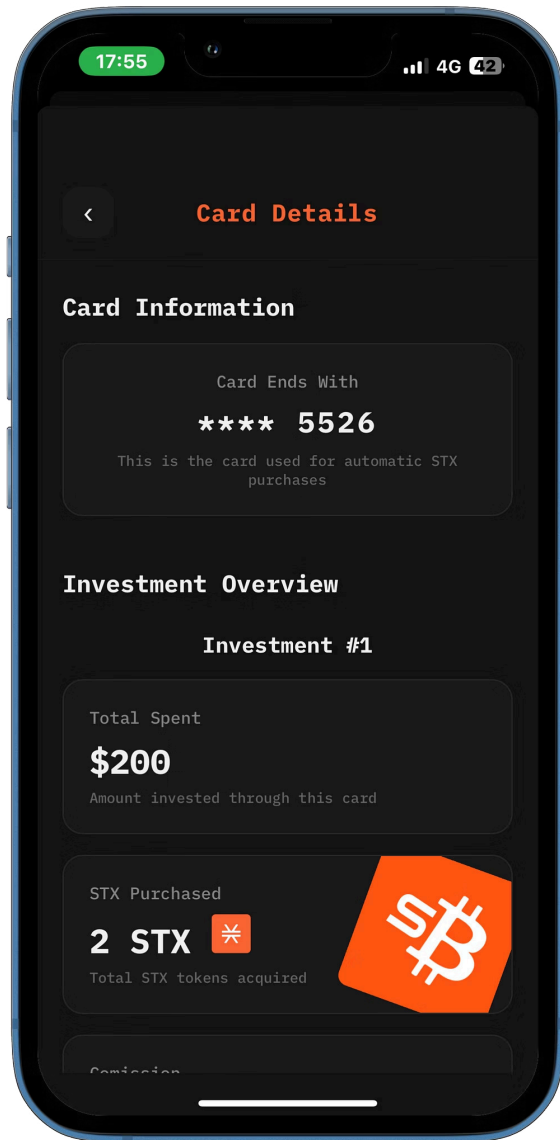 17:55
4G 42
Card Details
Card Information
Card Ends With
**** 5526
This is the card used for automatic STX
purchases
Investment Overview
Investment #1
Total Spent
$200
Amount invested through this card
STX Purchased
2 STX
Total STX tokens acquired
Comission